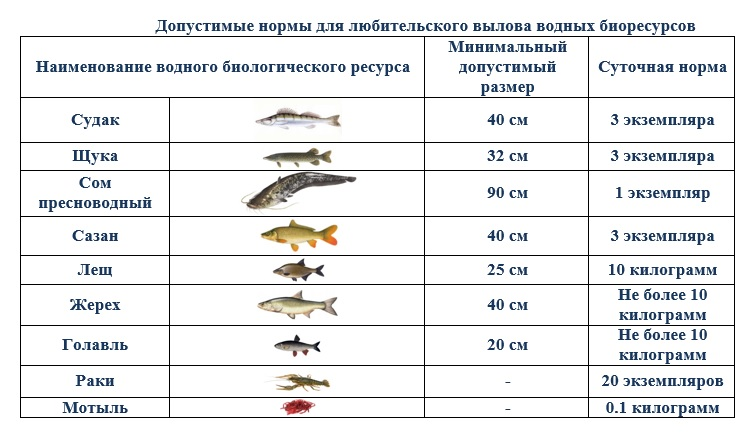 Допустимые нормы для любительского вылова водных биоресурсов
Наименование водного биологического ресурса
Минимальный
допустимый
размер
Суточная норма
Судак
40 см
3 экземпляра
Щука
32 см
3 экземпляра
Сом
пресноводный
90 см
1 экземпляр
Сазан
40 см
3 экземпляра
Лещ
25 см
10 килограмм
Жерех
40 см
Не более 10
килограмм
Голавль
20 см
Не более 10
килограмм
Раки
-
20 экземпляров
Мотыль
-
0.1 килограмм